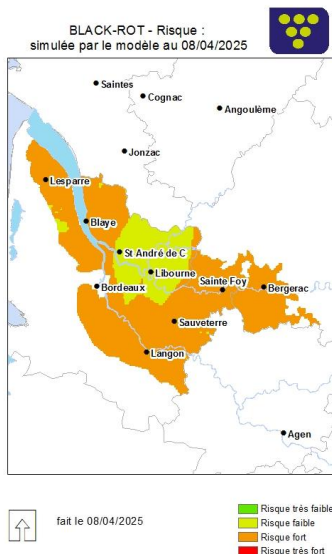 BLACK-ROT - Risque :
simulée par le modèle au 08/04/2025
Saintes
Cognac
Angoulême
Jonzac
Lesparre
Blaye
St André de C
Libourne
Bordeaux
Sainte Foy
Bergerac
Sauveterre
Langon
Agen
fait le 08/04/2025
Risque très faible
Risque faible
Risque fort
Risque très fort